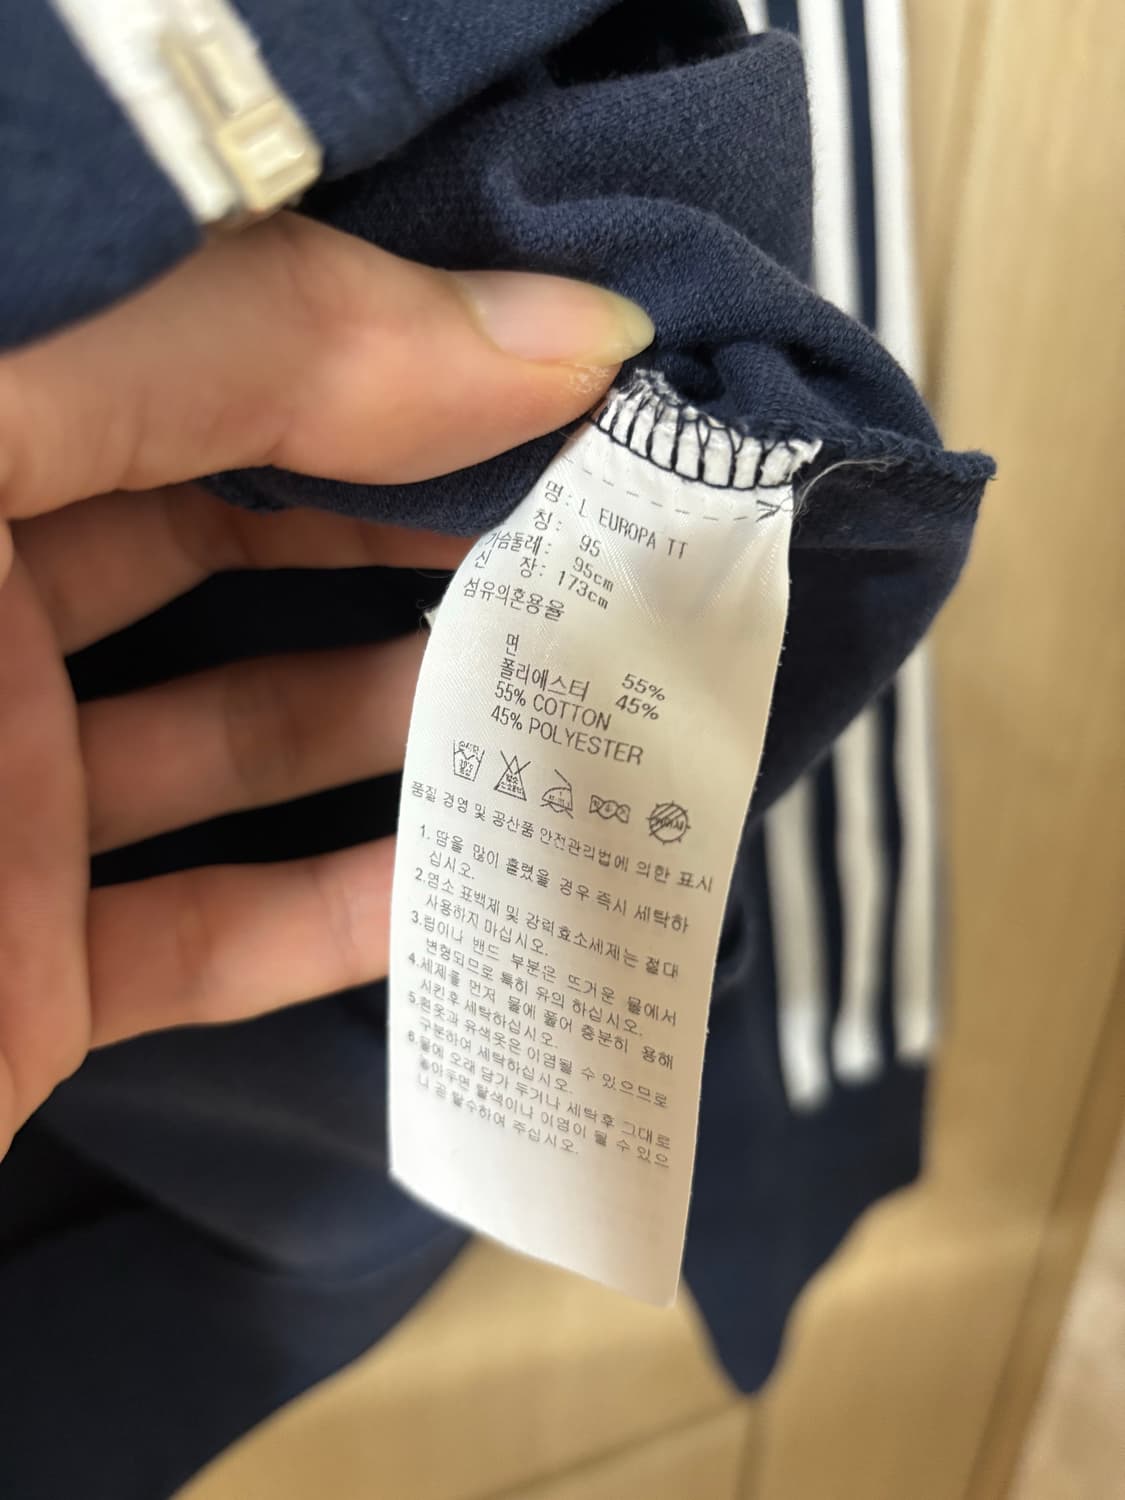 명: L EUROPA TT
칭: 95
가슴둘레: 95cm
신 장: 173cm
섬유의혼용율
면 55%
폴리에스터 45%
55% COTTON
45% POLYESTER
품질 경영 및 공산품 안전관리법에 의한 표시
1. 땀을 많이 흘렸을 경우 즉시 세탁하
십시오.
2.염소 표백제 및 강력효소세제는 절대
사용하지 마십시오.
3.립이나 밴드 부분은 뜨거운 물에서
변형되므로 특히 유의 하십시오.
4.세제를 먼저 물에 풀어 충분히 용해
시킨후 세탁하십시오.
5.흰옷과 유색옷은 이염될 수 있으므로
구분하여 세탁하십시오.
6.물에 오래 담가 두거나 세탁후 그대로
놓아두면 탈색이나 이염이 될 수 있으
니 곧 탈수하여 주십시오.